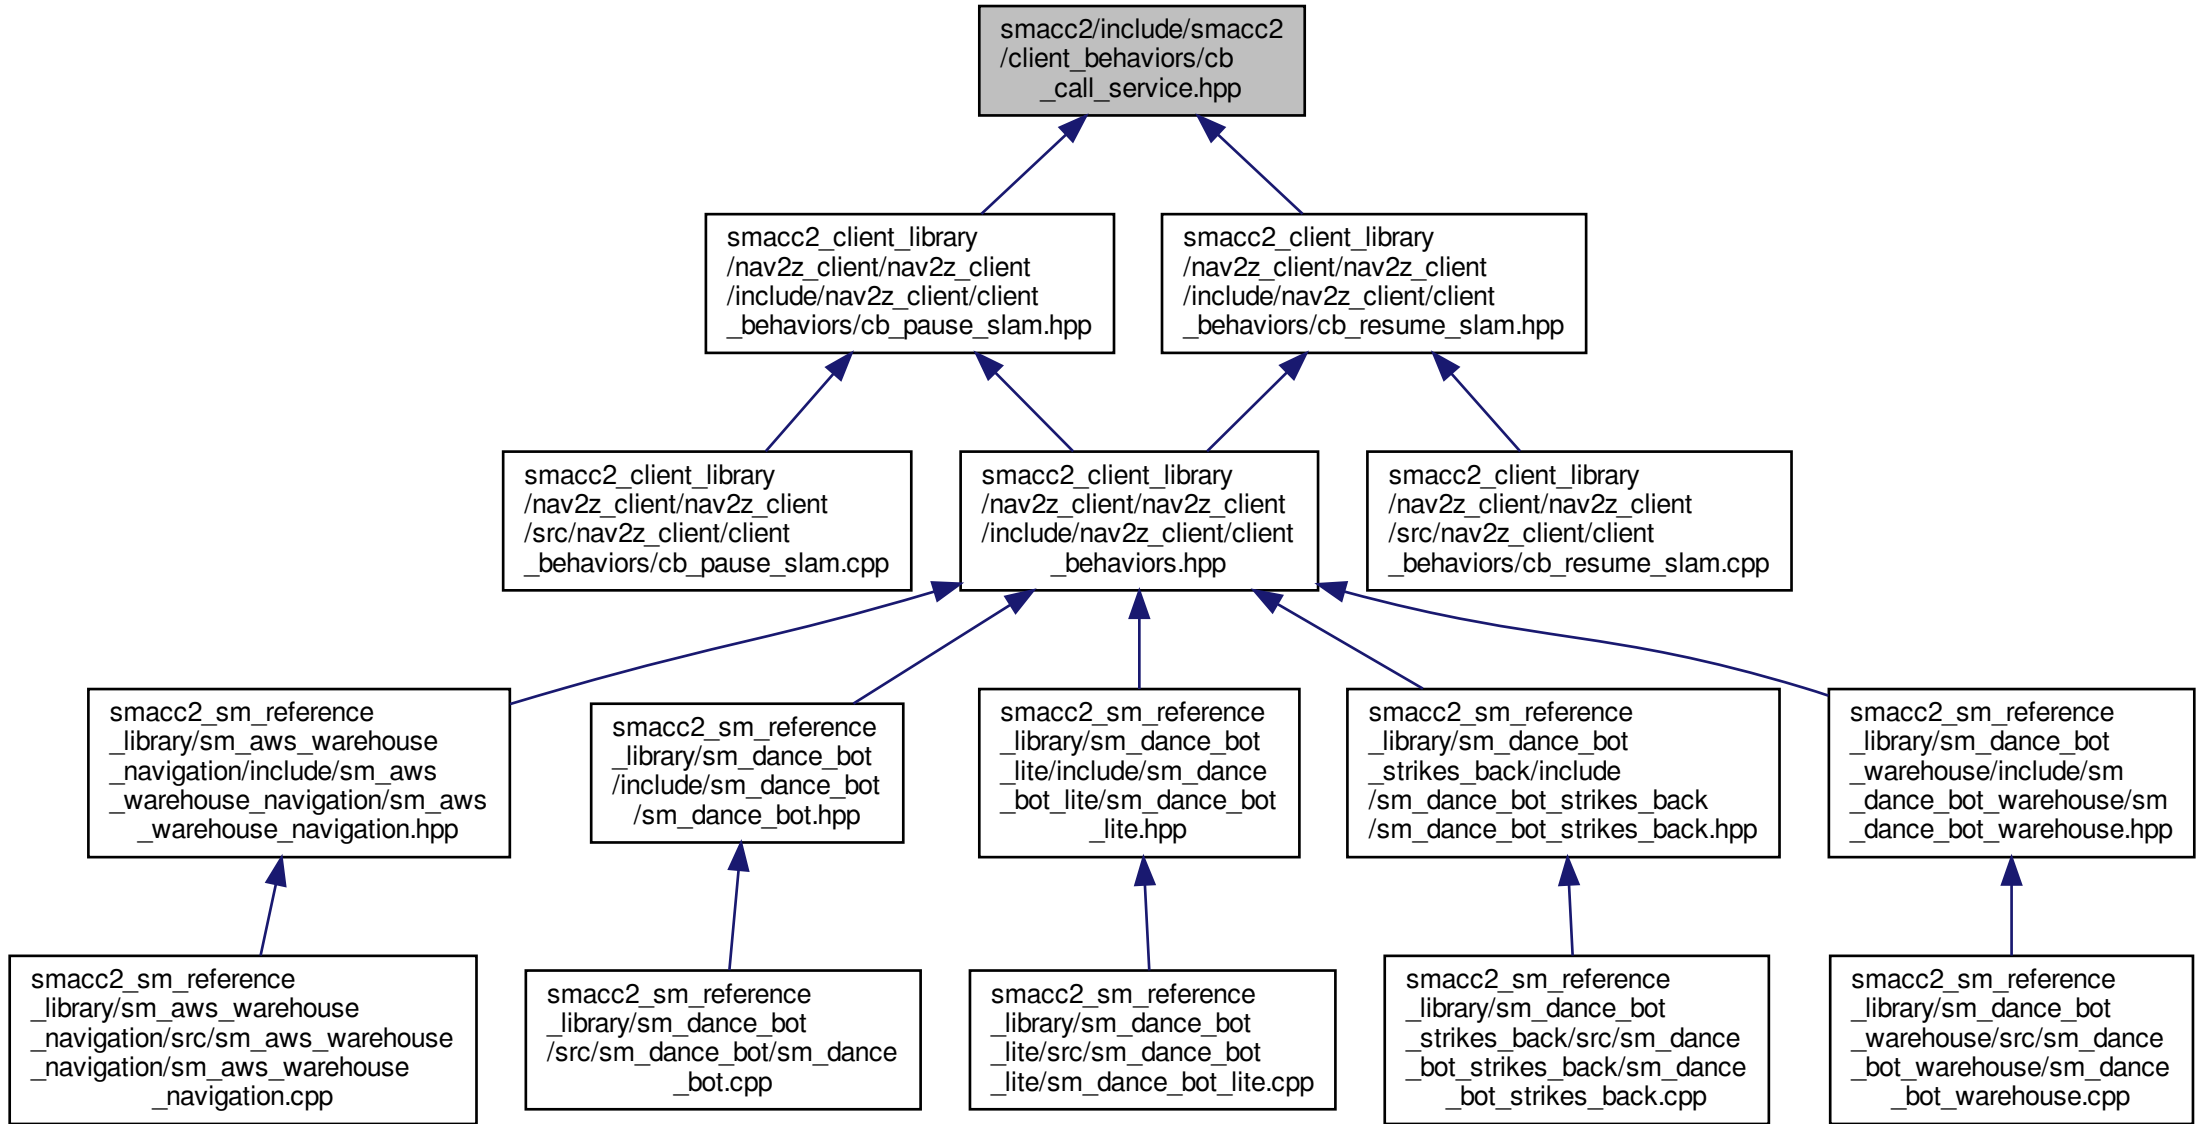 smacc2/include/smacc2
/client_behaviors/cb
_call_service.hpp
smacc2_client_library
/nav2z_client/nav2z_client
/include/nav2z_client/client
_behaviors/cb_pause_slam.hpp
smacc2_client_library
/nav2z_client/nav2z_client
/include/nav2z_client/client
_behaviors/cb_resume_slam.hpp
smacc2_client_library
/nav2z_client/nav2z_client
/src/nav2z_client/client
_behaviors/cb_pause_slam.cpp
smacc2_client_library
/nav2z_client/nav2z_client
/include/nav2z_client/client
_behaviors.hpp
smacc2_client_library
/nav2z_client/nav2z_client
/src/nav2z_client/client
_behaviors/cb_resume_slam.cpp
smacc2_sm_reference
_library/sm_aws_warehouse
_navigation/include/sm_aws
_warehouse_navigation/sm_aws
_warehouse_navigation.hpp
smacc2_sm_reference
_library/sm_dance_bot
/include/sm_dance_bot
/sm_dance_bot.hpp
smacc2_sm_reference
_library/sm_dance_bot
_lite/include/sm_dance
_bot_lite/sm_dance_bot
_lite.hpp
smacc2_sm_reference
_library/sm_dance_bot
_strikes_back/include
/sm_dance_bot_strikes_back
/sm_dance_bot_strikes_back.hpp
smacc2_sm_reference
_library/sm_dance_bot
_warehouse/include/sm
_dance_bot_warehouse/sm
_dance_bot_warehouse.hpp
smacc2_sm_reference
_library/sm_aws_warehouse
_navigation/src/sm_aws_warehouse
_navigation/sm_aws_warehouse
_navigation.cpp
smacc2_sm_reference
_library/sm_dance_bot
/src/sm_dance_bot/sm_dance
_bot.cpp
smacc2_sm_reference
_library/sm_dance_bot
_lite/src/sm_dance_bot
_lite/sm_dance_bot_lite.cpp
smacc2_sm_reference
_library/sm_dance_bot
_strikes_back/src/sm_dance
_bot_strikes_back/sm_dance
_bot_strikes_back.cpp
smacc2_sm_reference
_library/sm_dance_bot
_warehouse/src/sm_dance
_bot_warehouse/sm_dance
_bot_warehouse.cpp